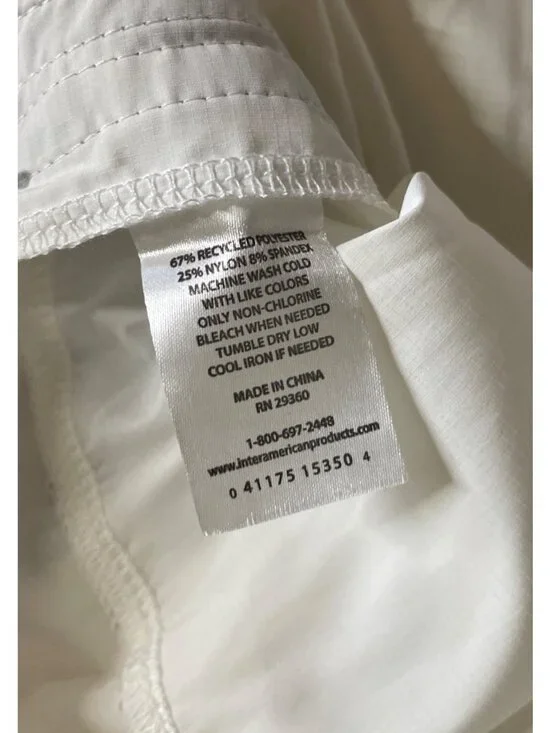 67% RECYCLED POLYESTER
25% NYLON 8% SPANDEX
MACHINE WASH COLD
WITH LIKE COLORS
ONLY NON-CHLORINE
BLEACH WHEN NEEDED
TUMBLE DRY LOW
COOL IRON IF NEEDED
MADE IN CHINA
RN 29360
1-800-697-2448
www.interamericanproducts.com
0 41175 15350 4